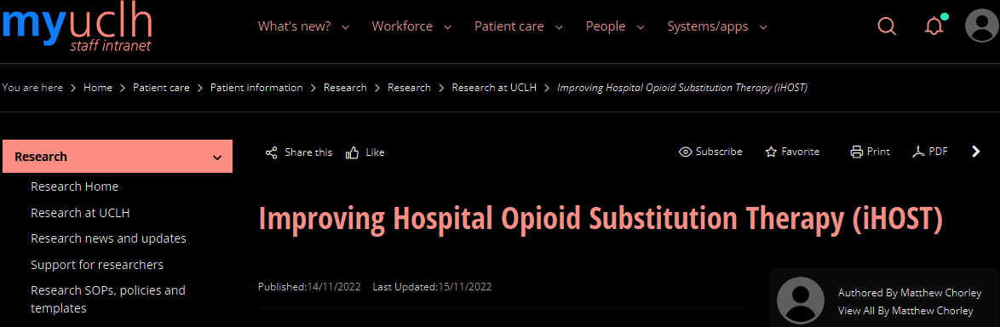 myuclh
staff intranet
What's new? Workforce Patient care People Systems/apps
You are here > Home > Patient care > Patient information > Research > Research > Research at UCLH > Improving Hospital Opioid Substitution Therapy (iHOST)
Research
Research Home
Research at UCLH
Research news and updates
Support for researchers
Research SOPs, policies and
templates
Share this Like Subscribe Favorite Print PDF
Improving Hospital Opioid Substitution Therapy (iHOST)
Published:14/11/2022 Last Updated:15/11/2022
Authored By Matthew Chorley
View All By Matthew Chorley